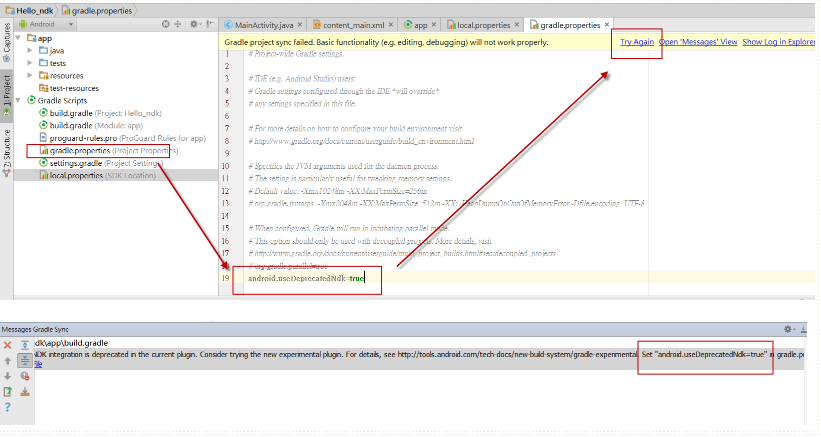 Hello_ndk gradle.properties
Android
MainActivity.java × content_main.xml × app × local.properties × gradle.properties ×
Gradle project sync failed. Basic functionality (e.g. editing, debugging) will not work properly. Try Again Open 'Messages' View Show Log in Explorer
Captures
1: Project
7: Structure
app
java
tests
resources
test-resources
Gradle Scripts
build.gradle (Project: Hello_ndk)
build.gradle (Module: app)
proguard-rules.pro (ProGuard Rules for app)
gradle.properties (Project Properties)
settings.gradle (Project Settings)
local.properties (SDK Location)
1 # Project-wide Gradle settings.
2
3 # IDE (e.g. Android Studio) users:
4 # Gradle settings configured through the IDE *will override*
5 # any settings specified in this file.
6
7 # For more details on how to configure your build environment visit
8 # http://www.gradle.org/docs/current/userguide/build_environment.html
9
10 # Specifies the JVM arguments used for the daemon process.
11 # The setting is particularly useful for tweaking memory settings.
12 # Default value: -Xmx10248m -XX:MaxPermSize=256m
13 # org.gradle.jvmargs=-Xmx2048m -XX:MaxPermSize=512m -XX:+HeapDumpOnOutOfMemoryError -Dfile.encoding=UTF-8
14
15 # When configured, Gradle will run in incubating parallel mode.
16 # This option should only be used with decoupled projects. More details, visit
17 # http://www.gradle.org/docs/current/userguide/multi_project_builds.html#sec:decoupled_projects
# org.gradle.parallel=true
19 android.useDeprecatedNdk=true
Messages Gradle Sync
dk\app\build.gradle
NDK integration is deprecated in the current plugin. Consider trying the new experimental plugin. For details, see http://tools.android.com/tech-docs/new-build-system/gradle-experimental. Set "android.useDeprecatedNdk=true" in gradle.pr